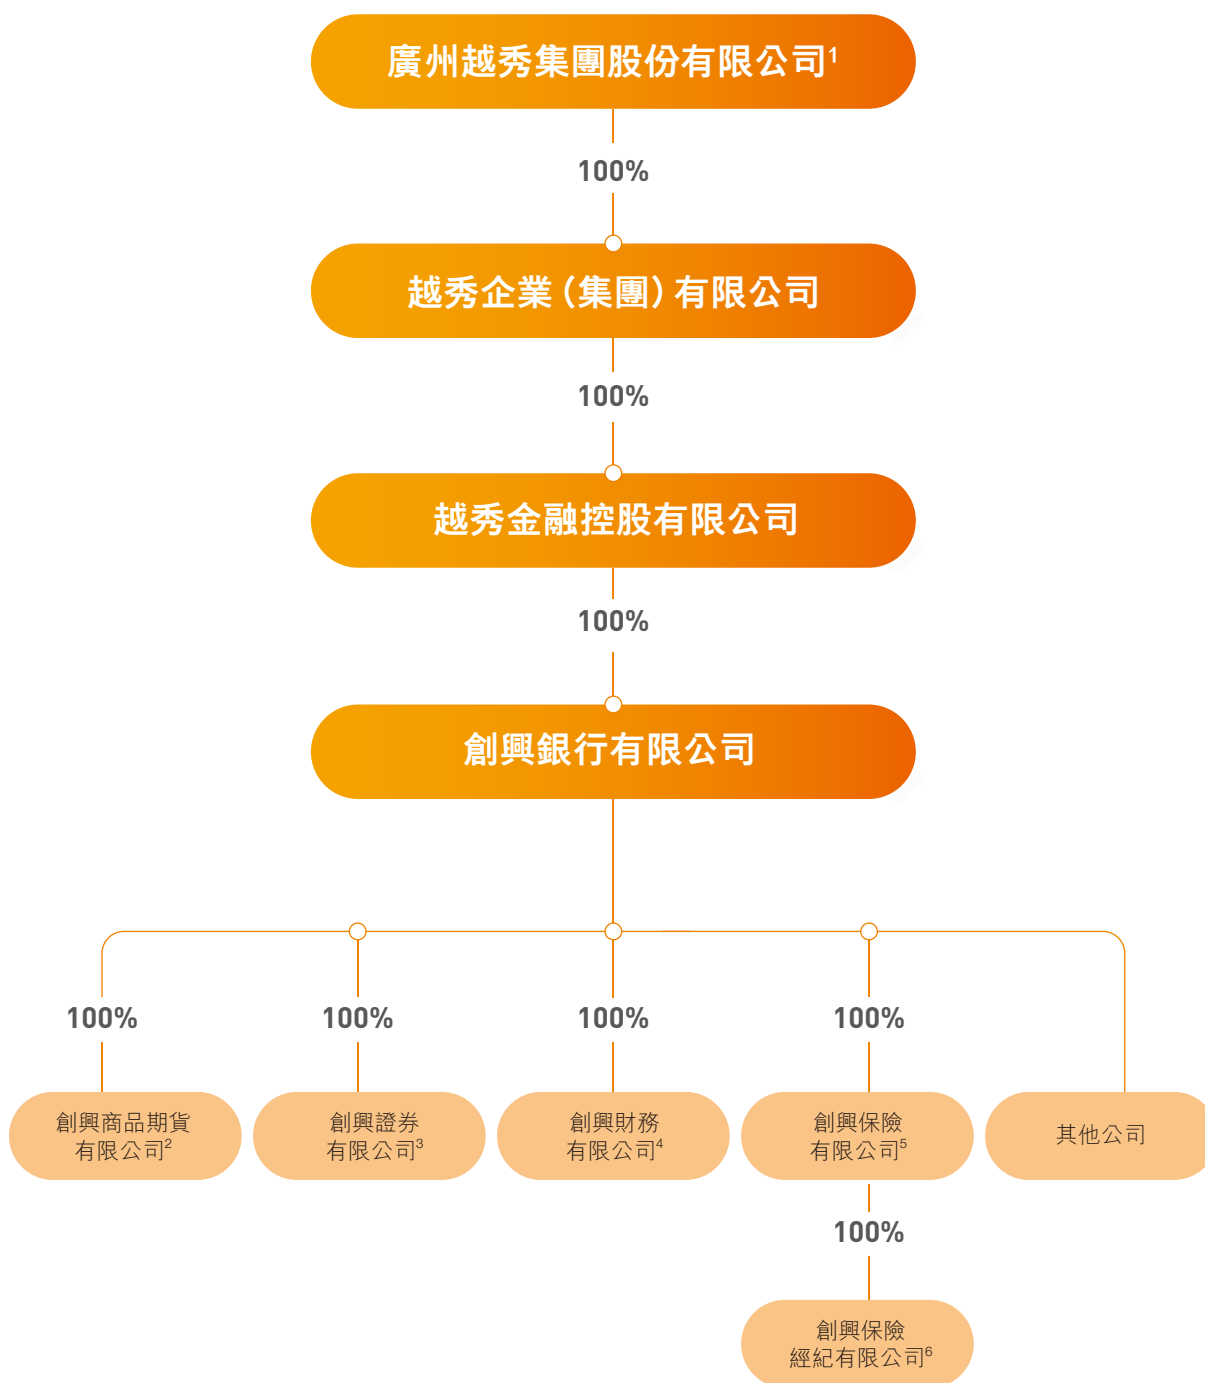 廣州越秀集團股份有限公司1
100%
越秀企業（集團）有限公司
100%
越秀金融控股有限公司
100%
創興銀行有限公司
100%
100%
100%
100%
創興商品期貨
有限公司2
創興證券
有限公司3
創興財務
有限公司4
創興保險
有限公司5
其他公司
100%
創興保險
經紀有限公司6